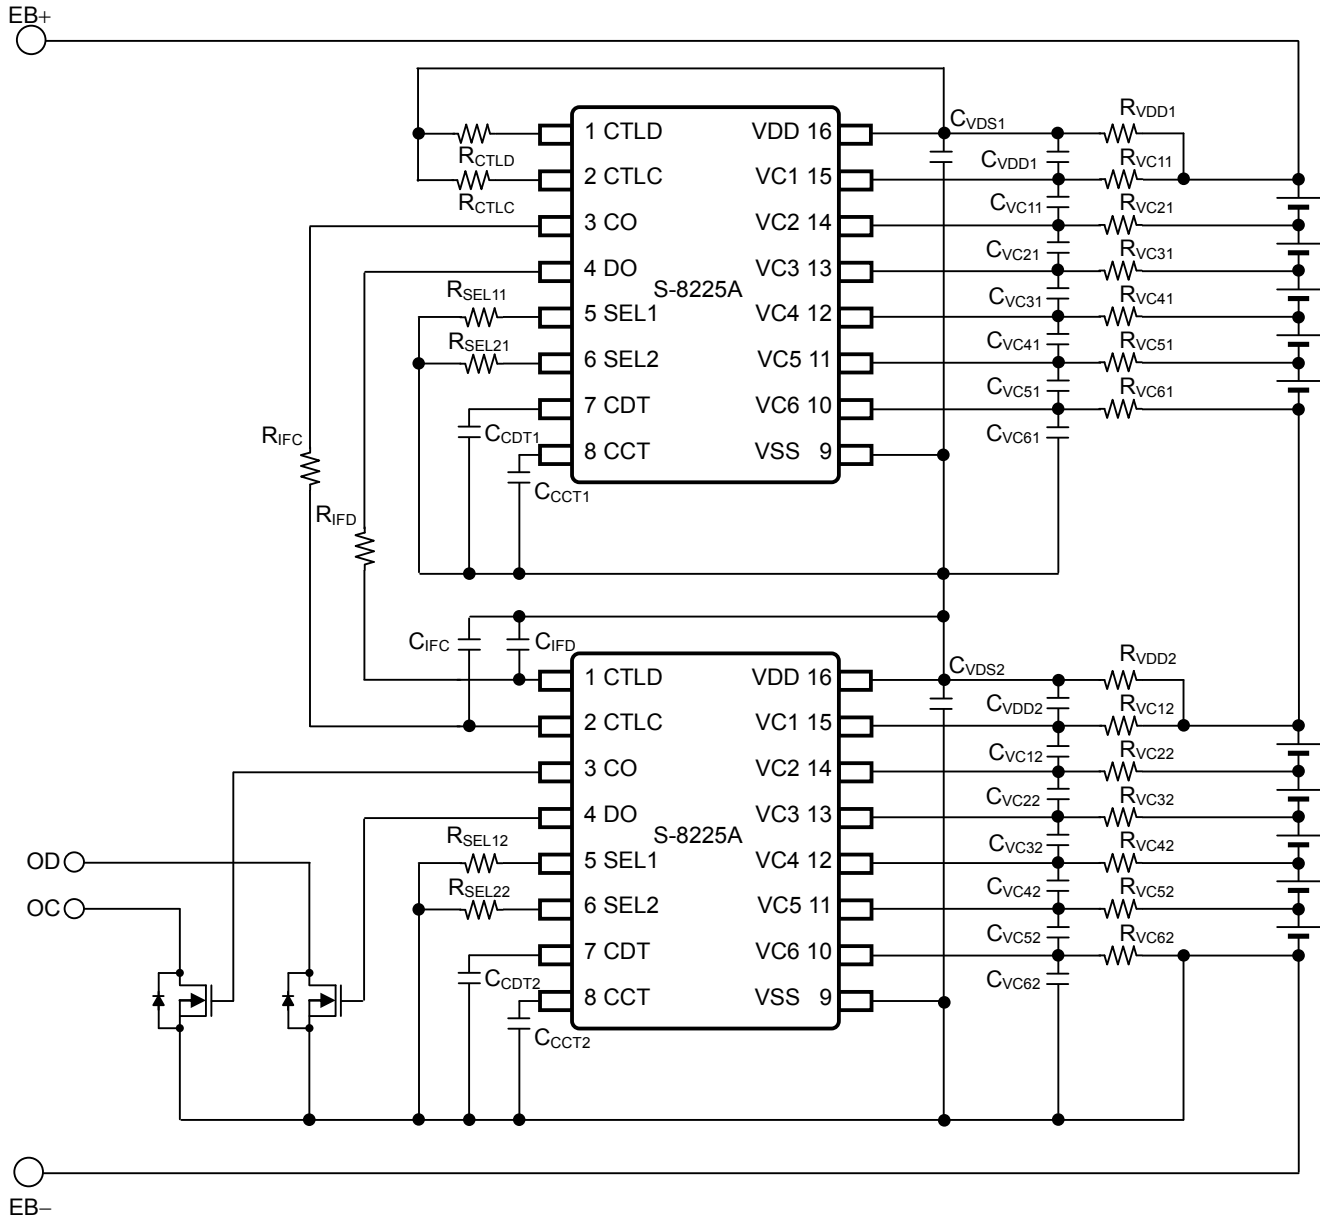 EB+
1 CTLD
VDD 16
CVDS1
RVDD1
RCTLD
CVDD1
RVC11
2 CTLC
VC1 15
RCTLC
CVC11
RVC21
3 CO
VC2 14
CVC21
RVC31
4 DO
VC3 13
S-8225A
RSEL11
CVC31
RVC41
5 SEL1
VC4 12
RSEL21
CVC41
RVC51
6 SEL2
VC5 11
CVC51
RVC61
7 CDT
VC6 10
CCDT1
CVC61
RIFC
8 CCT
VSS 9
CCCT1
RIFD
CIFC
CIFD
1 CTLD
VDD 16
CVDS2
RVDD2
CVDD2
RVC12
2 CTLC
VC1 15
CVC12
RVC22
3 CO
VC2 14
CVC22
RVC32
4 DO
VC3 13
S-8225A
RSEL12
CVC32
RVC42
OD
5 SEL1
VC4 12
RSEL22
CVC42
RVC52
OC
6 SEL2
VC5 11
CVC52
RVC62
7 CDT
VC6 10
CCDT2
CVC62
8 CCT
VSS 9
CCCT2
EB−